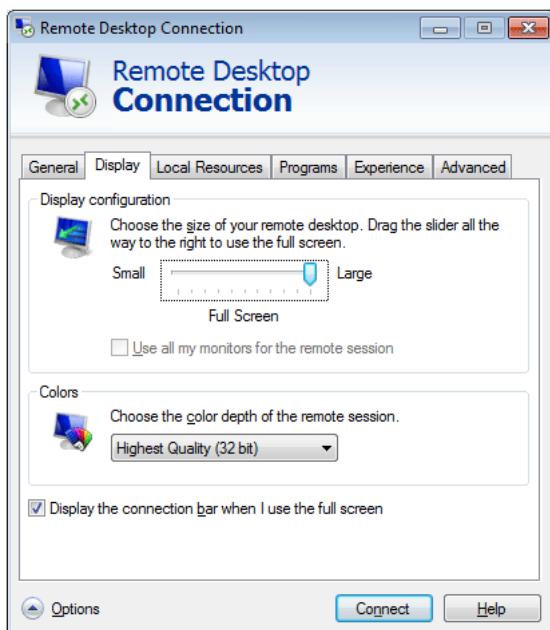 Remote Desktop Connection
Remote Desktop
Connection
General Display Local Resources Programs Experience Advanced
Display configuration
Choose the size of your remote desktop. Drag the slider all the
way to the right to use the full screen.
Small Large
Full Screen
Use all my monitors for the remote session
Colors
Choose the color depth of the remote session.
Highest Quality (32 bit)
Display the connection bar when I use the full screen
Options Connect Help